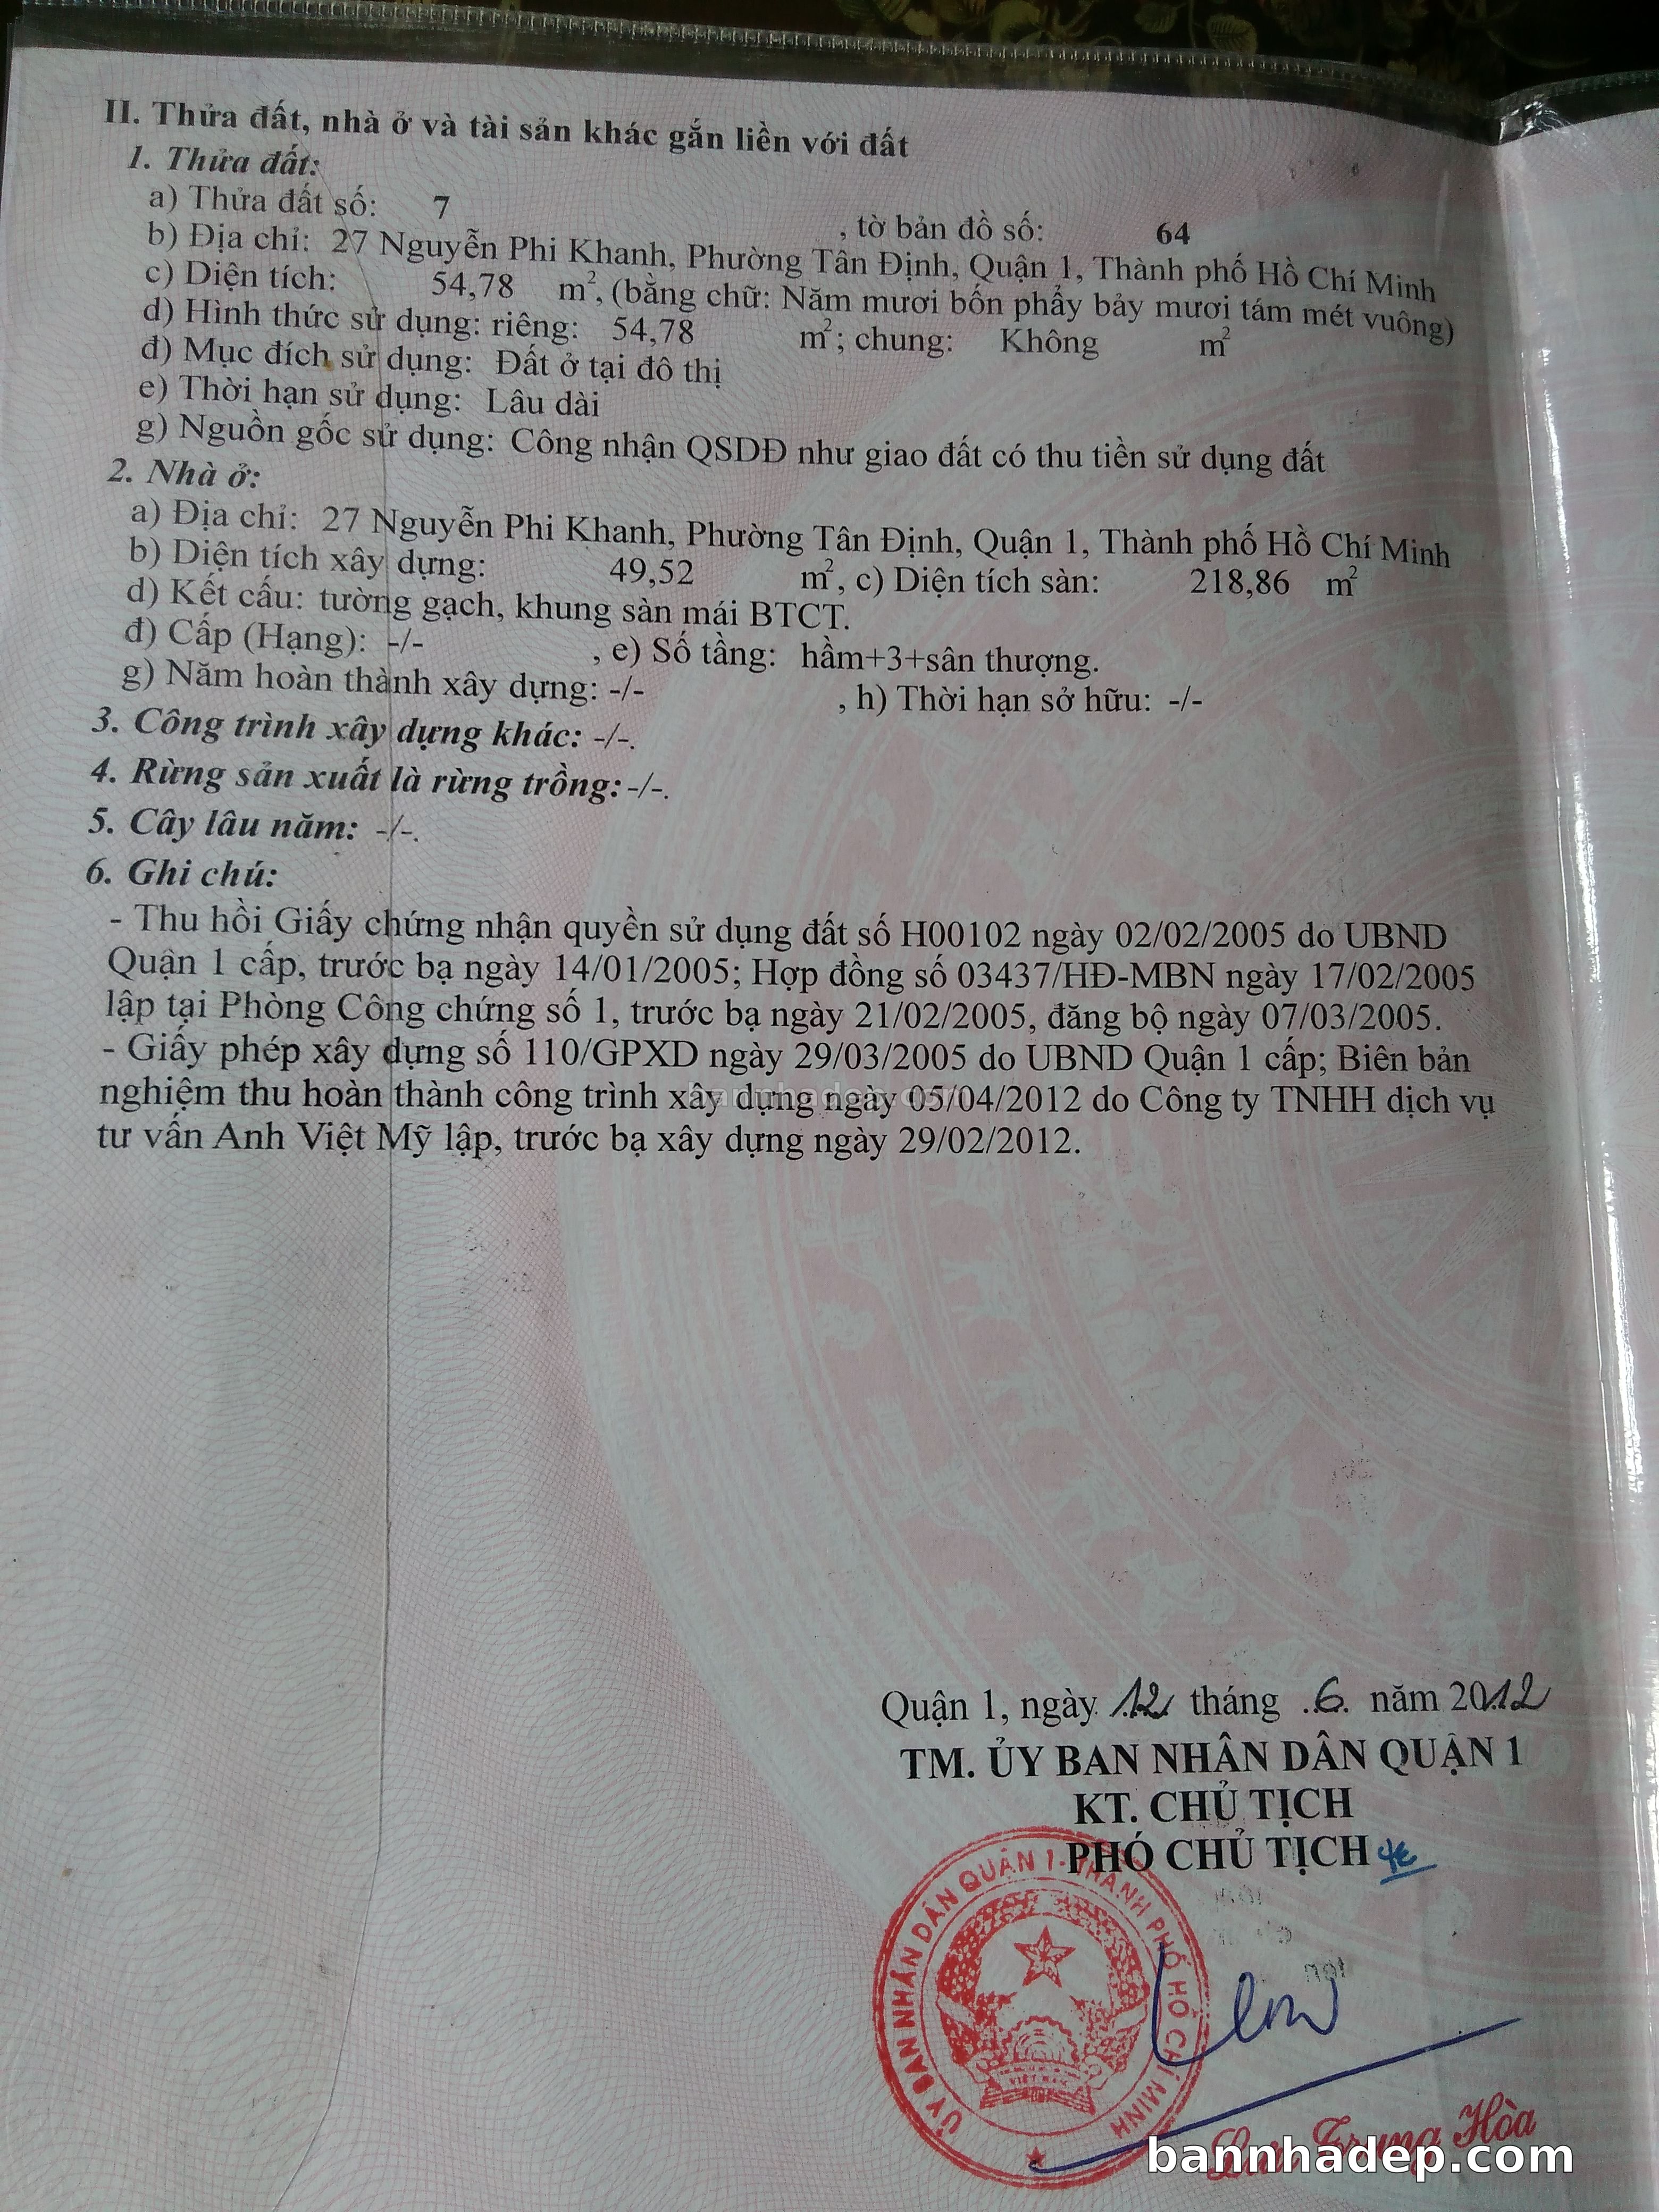 II. Thửa đất, nhà ở và tài sản khác gắn liền với đất
1. Thửa đất:
a) Thửa đất số: 7 , tờ bản đồ số: 64
b) Địa chỉ: 27 Nguyễn Phi Khanh, Phường Tân Định, Quận 1, Thành phố Hồ Chí Minh
c) Diện tích: 54,78 m², (bằng chữ: Năm mươi bốn phẩy bảy mươi tám mét vuông)
d) Hình thức sử dụng: riêng: 54,78 m²; chung: Không m²
đ) Mục đích sử dụng: Đất ở tại đô thị
e) Thời hạn sử dụng: Lâu dài
g) Nguồn gốc sử dụng: Công nhận QSDĐ như giao đất có thu tiền sử dụng đất
2. Nhà ở:
a) Địa chỉ: 27 Nguyễn Phi Khanh, Phường Tân Định, Quận 1, Thành phố Hồ Chí Minh
b) Diện tích xây dựng: 49,52 m², c) Diện tích sàn: 218,86 m²
d) Kết cấu: tường gạch, khung sàn mái BTCT.
đ) Cấp (Hạng): -/- , e) Số tầng: hầm+3+sân thượng.
g) Năm hoàn thành xây dựng: -/- , h) Thời hạn sở hữu: -/-
3. Công trình xây dựng khác: -/-.
4. Rừng sản xuất là rừng trồng: -/-.
5. Cây lâu năm: -/-.
6. Ghi chú:
- Thu hồi Giấy chứng nhận quyền sử dụng đất số H00102 ngày 02/02/2005 do UBND
Quận 1 cấp, trước bạ ngày 14/01/2005; Hợp đồng số 03437/HĐ-MBN ngày 17/02/2005
lập tại Phòng Công chứng số 1, trước bạ ngày 21/02/2005, đăng bộ ngày 07/03/2005.
- Giấy phép xây dựng số 110/GPXD ngày 29/03/2005 do UBND Quận 1 cấp; Biên bản
nghiệm thu hoàn thành công trình xây dựng ngày 05/04/2012 do Công ty TNHH dịch vụ
tư vấn Anh Việt Mỹ lập, trước bạ xây dựng ngày 29/02/2012.
Quận 1, ngày 12 tháng 6 năm 2012
TM. ỦY BAN NHÂN DÂN QUẬN 1
KT. CHỦ TỊCH
PHÓ CHỦ TỊCH
ỦY BAN NHÂN DÂN QUẬN 1 - THÀNH PHỐ HỒ CHÍ MINH
Trung Hòa
bannhadep.com